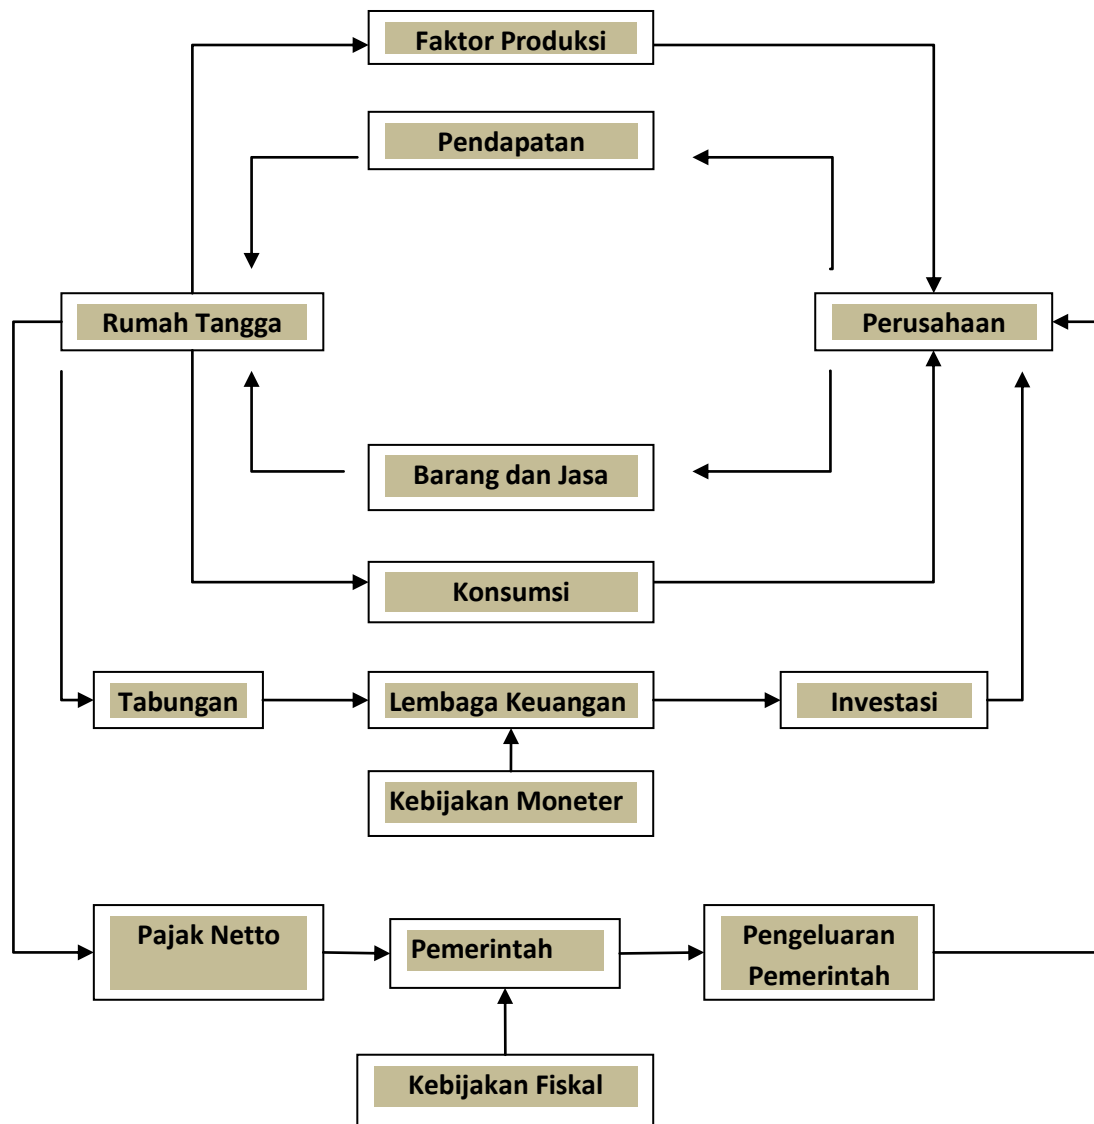 Faktor Produksi
Pendapatan
Rumah Tangga
Perusahaan
Barang dan Jasa
Konsumsi
Tabungan
Lembaga Keuangan
Investasi
Kebijakan Moneter
Pajak Netto
Pemerintah
Pengeluaran
Pemerintah
Kebijakan Fiskal